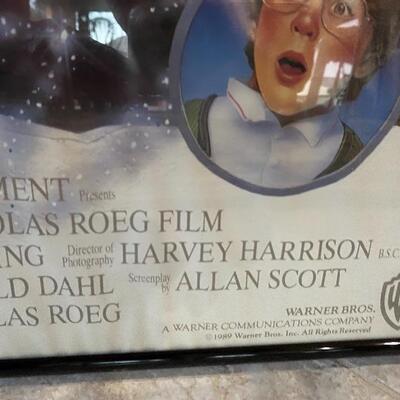 MENT Presents
OLAS ROEG FILM
NG Director of Photography HARVEY HARRISON B.S.C
LD DAHL Screenplay by ALLAN SCOTT
LAS ROEG
WARNER BROS.
A WARNER COMMUNICATIONS COMPANY
©1989 Warner Bros. Inc. All Rights Reserved